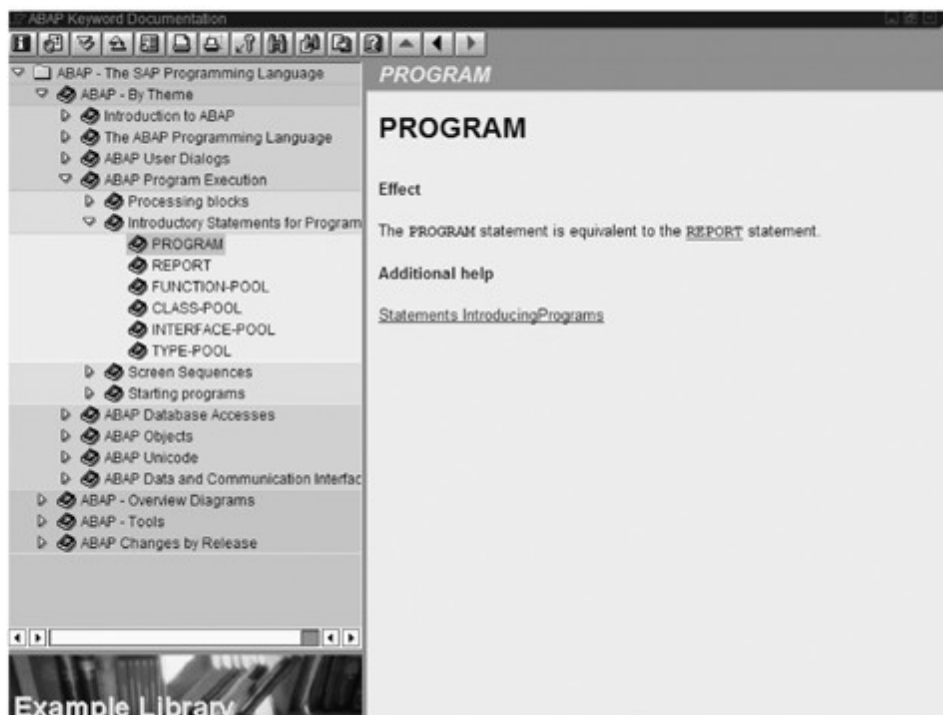 ABAP Keyword Documentation
ABAP - The SAP Programming Language
ABAP - By Theme
Introduction to ABAP
The ABAP Programming Language
ABAP User Dialogs
ABAP Program Execution
Processing blocks
Introductory Statements for Program
PROGRAM
REPORT
FUNCTION-POOL
CLASS-POOL
INTERFACE-POOL
TYPE-POOL
Screen Sequences
Starting programs
ABAP Database Accesses
ABAP Objects
ABAP Unicode
ABAP Data and Communication Interfac
ABAP - Overview Diagrams
ABAP - Tools
ABAP Changes by Release
Example Library
PROGRAM
PROGRAM
Effect
The PROGRAM statement is equivalent to the REPORT statement.
Additional help
Statements IntroducingPrograms